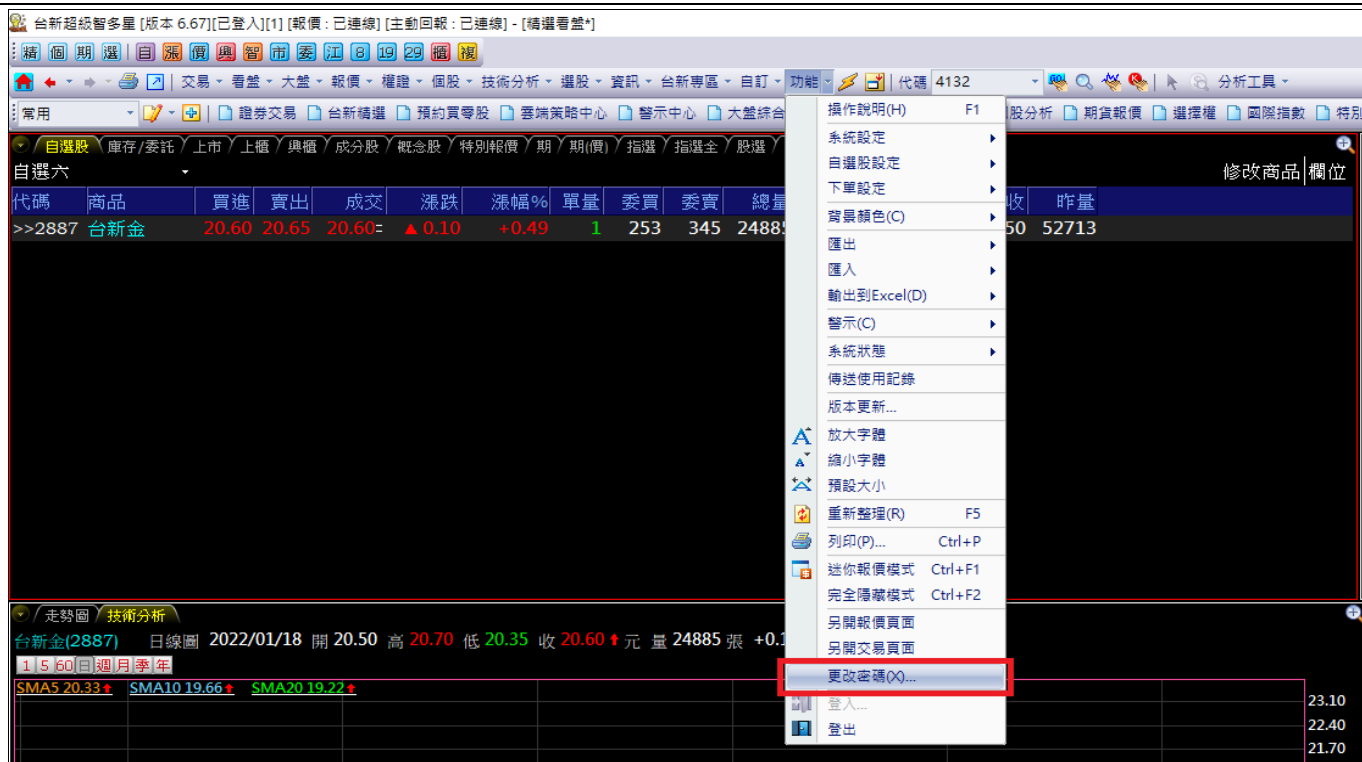 台新超級智多星 [版本 6.67][已登入][1] [報價 : 已連線] [主動回報 : 已連線] - [精選看盤*]
精 個 期 選 自 漲 價 興 智 市 委 江 8 19 29 櫃 複
交易 看盤 大盤 報價 權證 個股 技術分析 選股 資訊 台新專區 自訂 功能 代碼 4132 分析工具
常用 證券交易 台新精選 預約買零股 雲端策略中心 警示中心 大盤綜合 股分析 期貨報價 選擇權 國際指數 特別
自選股 庫存/委託 上市 上櫃 興櫃 成分股 概念股 特別報價 期 期(價) 指選 指選全 股選
自選六 修改商品 欄位
代碼 商品 買進 賣出 成交 漲跌 漲幅% 單量 委買 委賣 總量 收 昨量
>>2887 台新金 20.60 20.65 20.60= ▲ 0.10 +0.49 1 253 345 24885 50 52713
操作說明(H) F1
系統設定
自選股設定
下單設定
背景顏色(C)
匯出
匯入
輸出到Excel(D)
警示(C)
系統狀態
傳送使用記錄
版本更新...
放大字體
縮小字體
預設大小
重新整理(R) F5
列印(P)... Ctrl+P
迷你報價模式 Ctrl+F1
完全隱藏模式 Ctrl+F2
另開報價頁面
另開交易頁面
更改密碼(X)...
登入...
登出
走勢圖 技術分析
台新金(2887) 日線圖 2022/01/18 開 20.50 高 20.70 低 20.35 收 20.60 元 量 24885 張 +0.1
1 5 60 日 週 月 季 年
SMA5 20.33 SMA10 19.66 SMA20 19.22
23.10
22.40
21.70